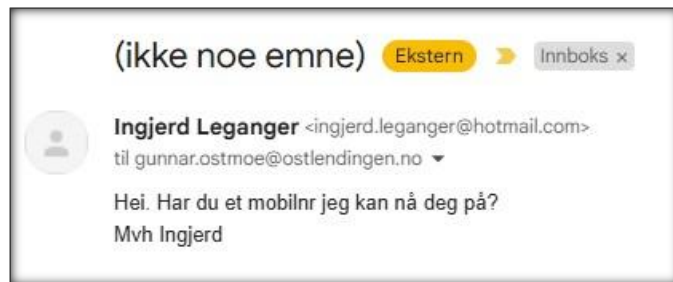 (ikke noe emne) Ekstern Innboks ×
Ingjerd Leganger <ingjerd.leganger@hotmail.com>
til gunnar.ostmoe@ostlendingen.no
Hei. Har du et mobilnr jeg kan nå deg på?
Mvh Ingjerd